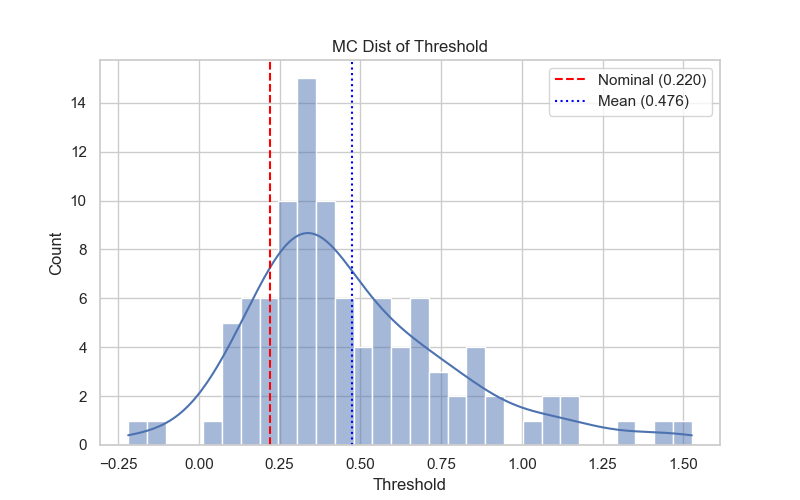 MC Dist of Threshold
Nominal (0.220)
Mean (0.476)
14
12
10
8
6
4
2
0
Count
−0.25 0.00 0.25 0.50 0.75 1.00 1.25 1.50
Threshold